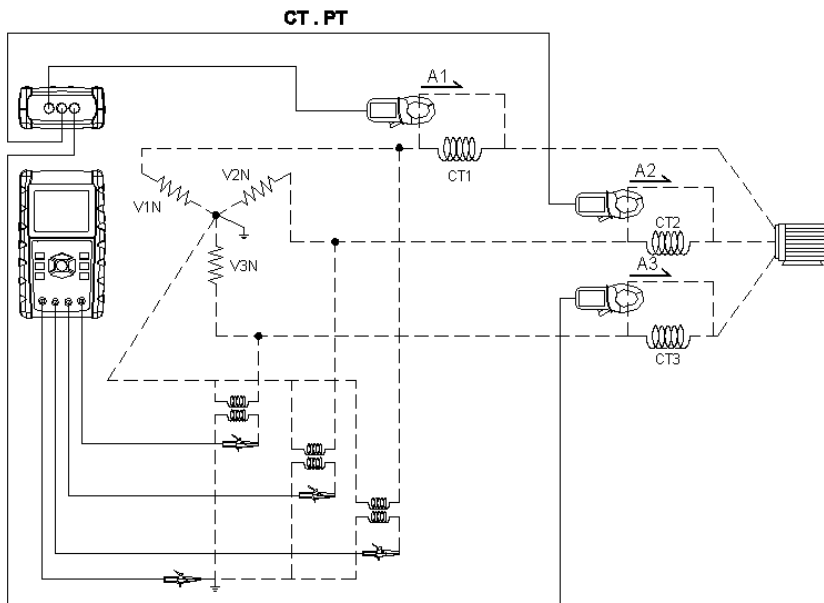 CT . PT
A1
CT1
A2
V1N
V2N
CT2
V3N
A3
CT3